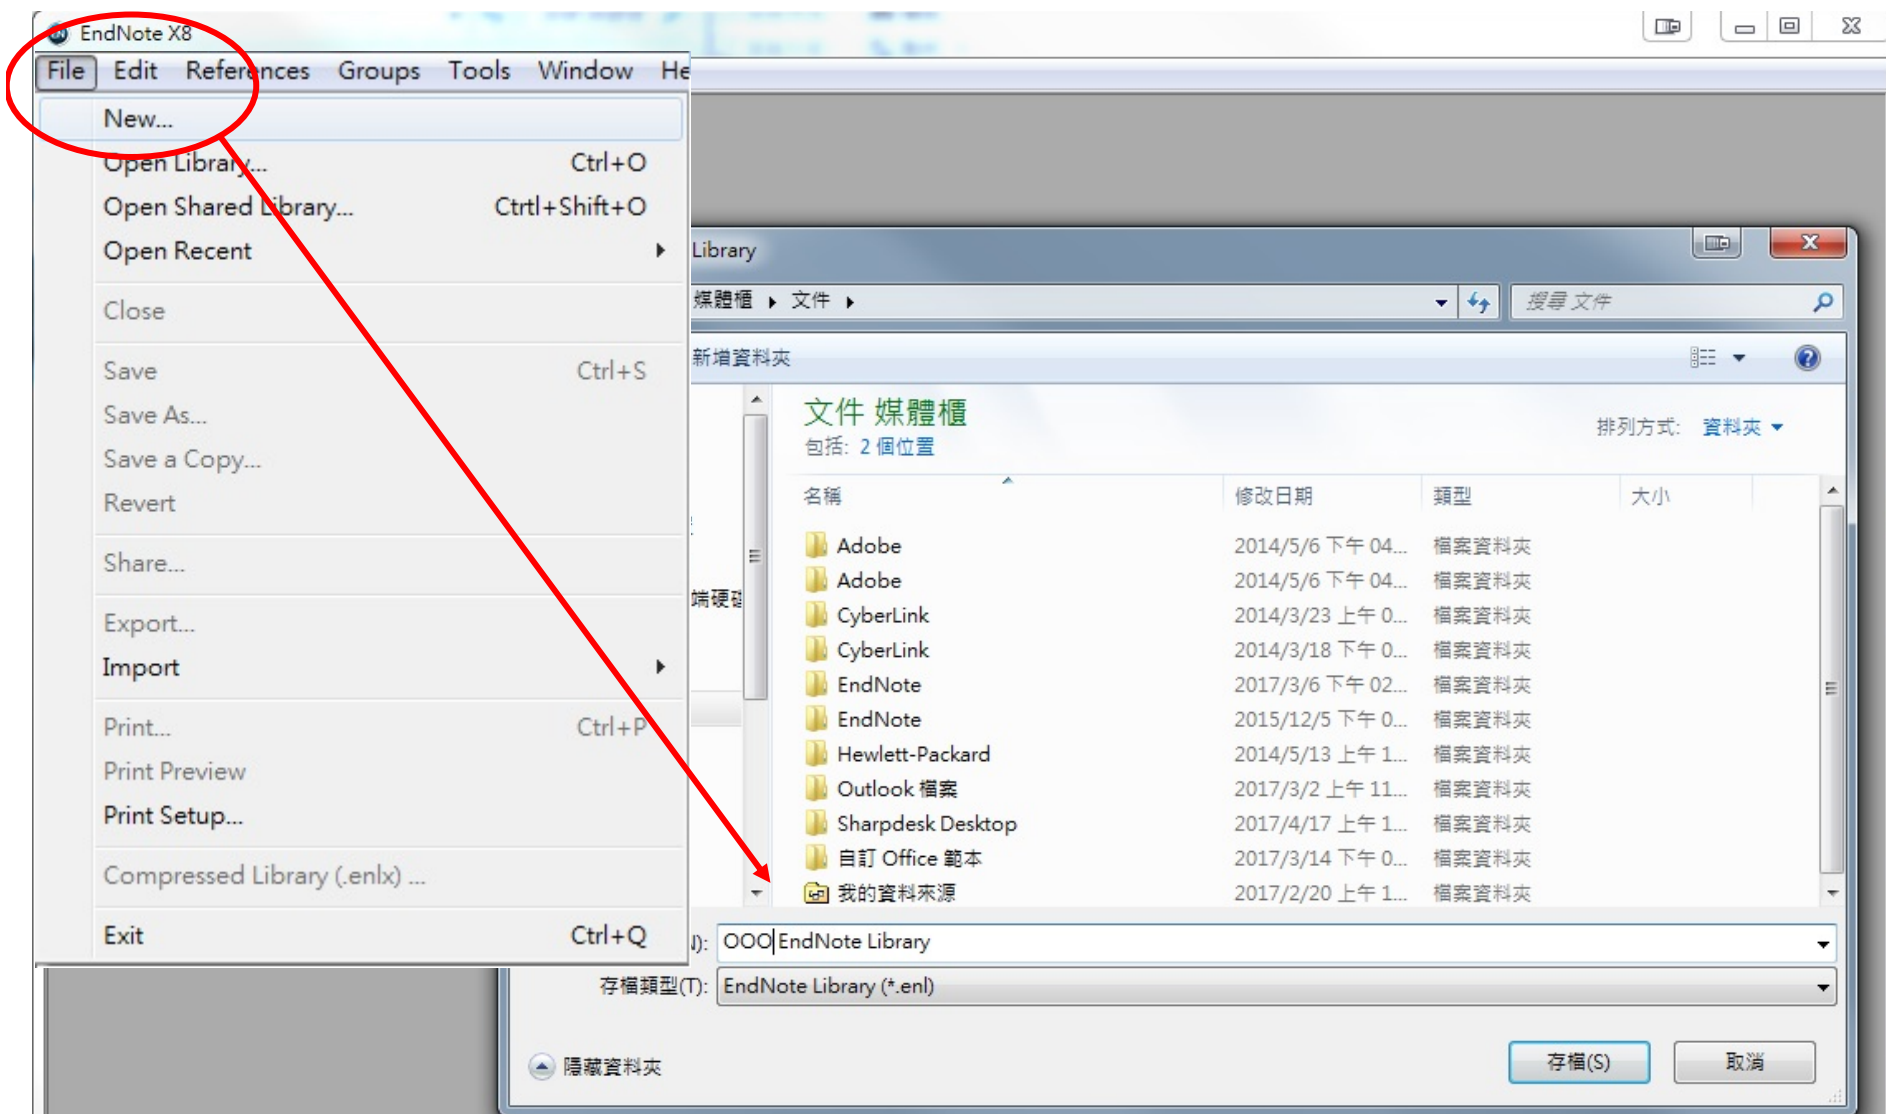 EndNote X8
File Edit References Groups Tools Window He
New...
Open Library... Ctrl+O
Open Shared Library... Ctrtl+Shift+O
Open Recent
Close
Save Ctrl+S
Save As...
Save a Copy...
Revert
Share...
Export...
Import
Print... Ctrl+P
Print Preview
Print Setup...
Compressed Library (.enlx) ...
Exit Ctrl+Q
Library
媒體櫃 文件 搜尋 文件
新增資料夾
文件 媒體櫃
包括: 2 個位置
排列方式: 資料夾
名稱 修改日期 類型 大小
Adobe 2014/5/6 下午 04... 檔案資料夾
Adobe 2014/5/6 下午 04... 檔案資料夾
端硬碟
CyberLink 2014/3/23 上午 0... 檔案資料夾
CyberLink 2014/3/18 下午 0... 檔案資料夾
EndNote 2017/3/6 下午 02... 檔案資料夾
EndNote 2015/12/5 下午 0... 檔案資料夾
Hewlett-Packard 2014/5/13 上午 1... 檔案資料夾
Outlook 檔案 2017/3/2 上午 11... 檔案資料夾
Sharpdesk Desktop 2017/4/17 上午 1... 檔案資料夾
自訂 Office 範本 2017/3/14 下午 0... 檔案資料夾
我的資料來源 2017/2/20 上午 1... 檔案資料夾
): OOO EndNote Library
存檔類型(T): EndNote Library (*.enl)
隱藏資料夾
存檔(S) 取消